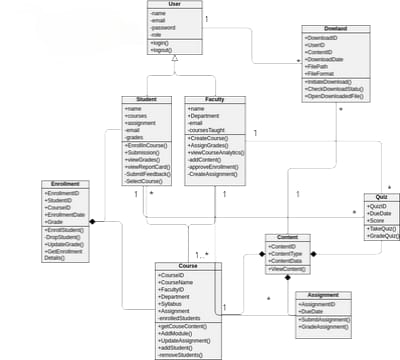 User
-name
-email
-password
-role
+login()
+logout()
1
Dowland
+DownloadID
+UserID
+ContentID
+DownloadDate
+FilePath
+FileFormat
+InitiateDownload()
+CheckDownloadStatu()
+OpenDownloadedFile()
*
*
Student
+name
+courses
+assignment
-email
-grades
+EnrollinCourse()
+Submission()
+viewGrades()
+viewReportCard()
-SubmitFeedback()
-SelectCourse()
Faculty
+name
+Department
-email
-coursesTaught
+CreateCourse()
+AssignGrades()
+viewCourseAnalytics()
-addContent()
-approveEnrollment()
-CreateAssignment()
1
1
*
1
1
*
Enrollment
+EnrollmentID
+StudentID
+CourseID
+EnrollmentDate
+Grade
+EnrollStudent()
-DropStudent()
+UpdateGrade()
+GetEnrollment
Details()
Quiz
+QuizID
+DueDate
+Score
+TakeQuiz()
+GradeQuiz()
Content
+ContentID
+ContentType
+ContentData
+ViewContent()
1..*
Course
+CourseID
+CourseName
+FacultyID
+Department
+Syllabus
+Assignment
-enrolledStudents
+getCouseContent()
+AddModule()
+UpdateAssignment()
+addStudent()
-removeStudents()
1
*
Assignment
+AssignmentID
+DueDate
+SubmitAssignment()
+GradeAssignment()